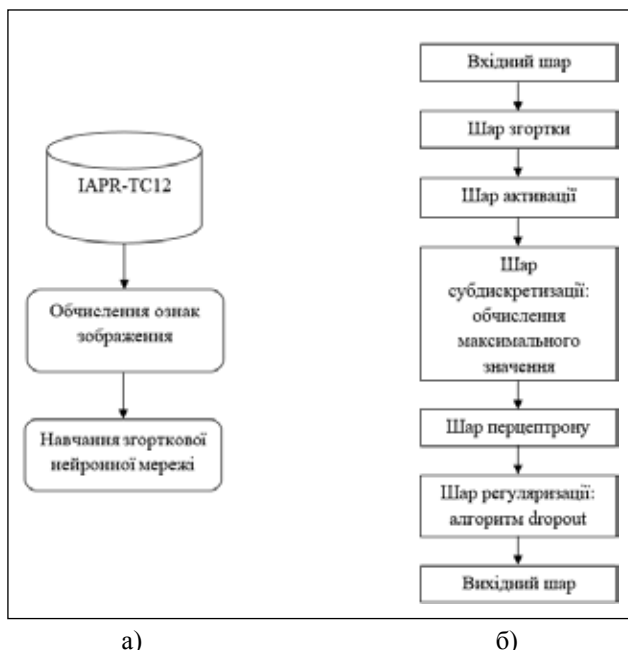 IAPR-TC12
Обчислення ознак
зображення
Навчання згорткової
нейронної мережі
Вхідний шар
Шар згортки
Шар активації
Шар
субдискретизації:
обчислення
максимального
значення
Шар перцептрону
Шар регуляризації:
алгоритм dropout
Вихідний шар
а)
б)